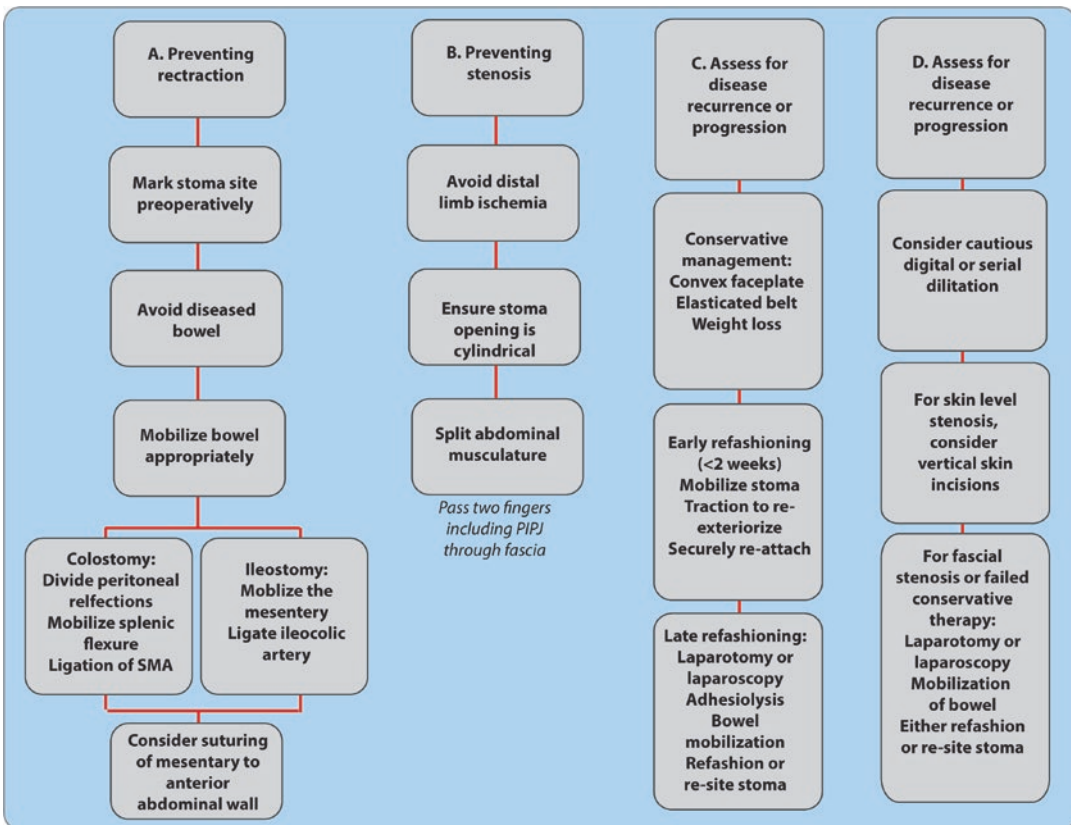 A. Preventing
rectraction
Mark stoma site
preoperatively
Avoid diseased
bowel
Mobilize bowel
appropriately
Colostomy:
Divide peritoneal
relfections
Mobilize splenic
flexure
Ligation of SMA
Ileostomy:
Moblize the
mesentery
Ligate ileocolic
artery
Consider suturing
of mesentary to
anterior
abdominal wall
B. Preventing
stenosis
Avoid distal
limb ischemia
Ensure stoma
opening is
cylindrical
Split abdominal
musculature
Pass two fingers
including PIPJ
through fascia
C. Assess for
disease
recurrence or
progression
Conservative
management:
Convex faceplate
Elasticated belt
Weight loss
Early refashioning
(<2 weeks)
Mobilize stoma
Traction to re-
exteriorize
Securely re-attach
Late refashioning:
Laparotomy or
laparoscopy
Adhesiolysis
Bowel
mobilization
Refashion or
re-site stoma
D. Assess for
disease
recurrence or
progression
Consider cautious
digital or serial
dilitation
For skin level
stenosis,
consider
vertical skin
incisions
For fascial
stenosis or failed
conservative
therapy:
Laparotomy or
laparoscopy
Mobilization
of bowel
Either refashion
or re-site stoma